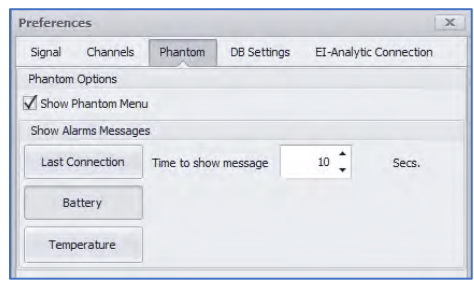 Preferences
Signal Channels Phantom DB Settings EI-Analytic Connection
Phantom Options
Show Phantom Menu
Show Alarms Messages
Last Connection Time to show message 10 Secs.
Battery
Temperature